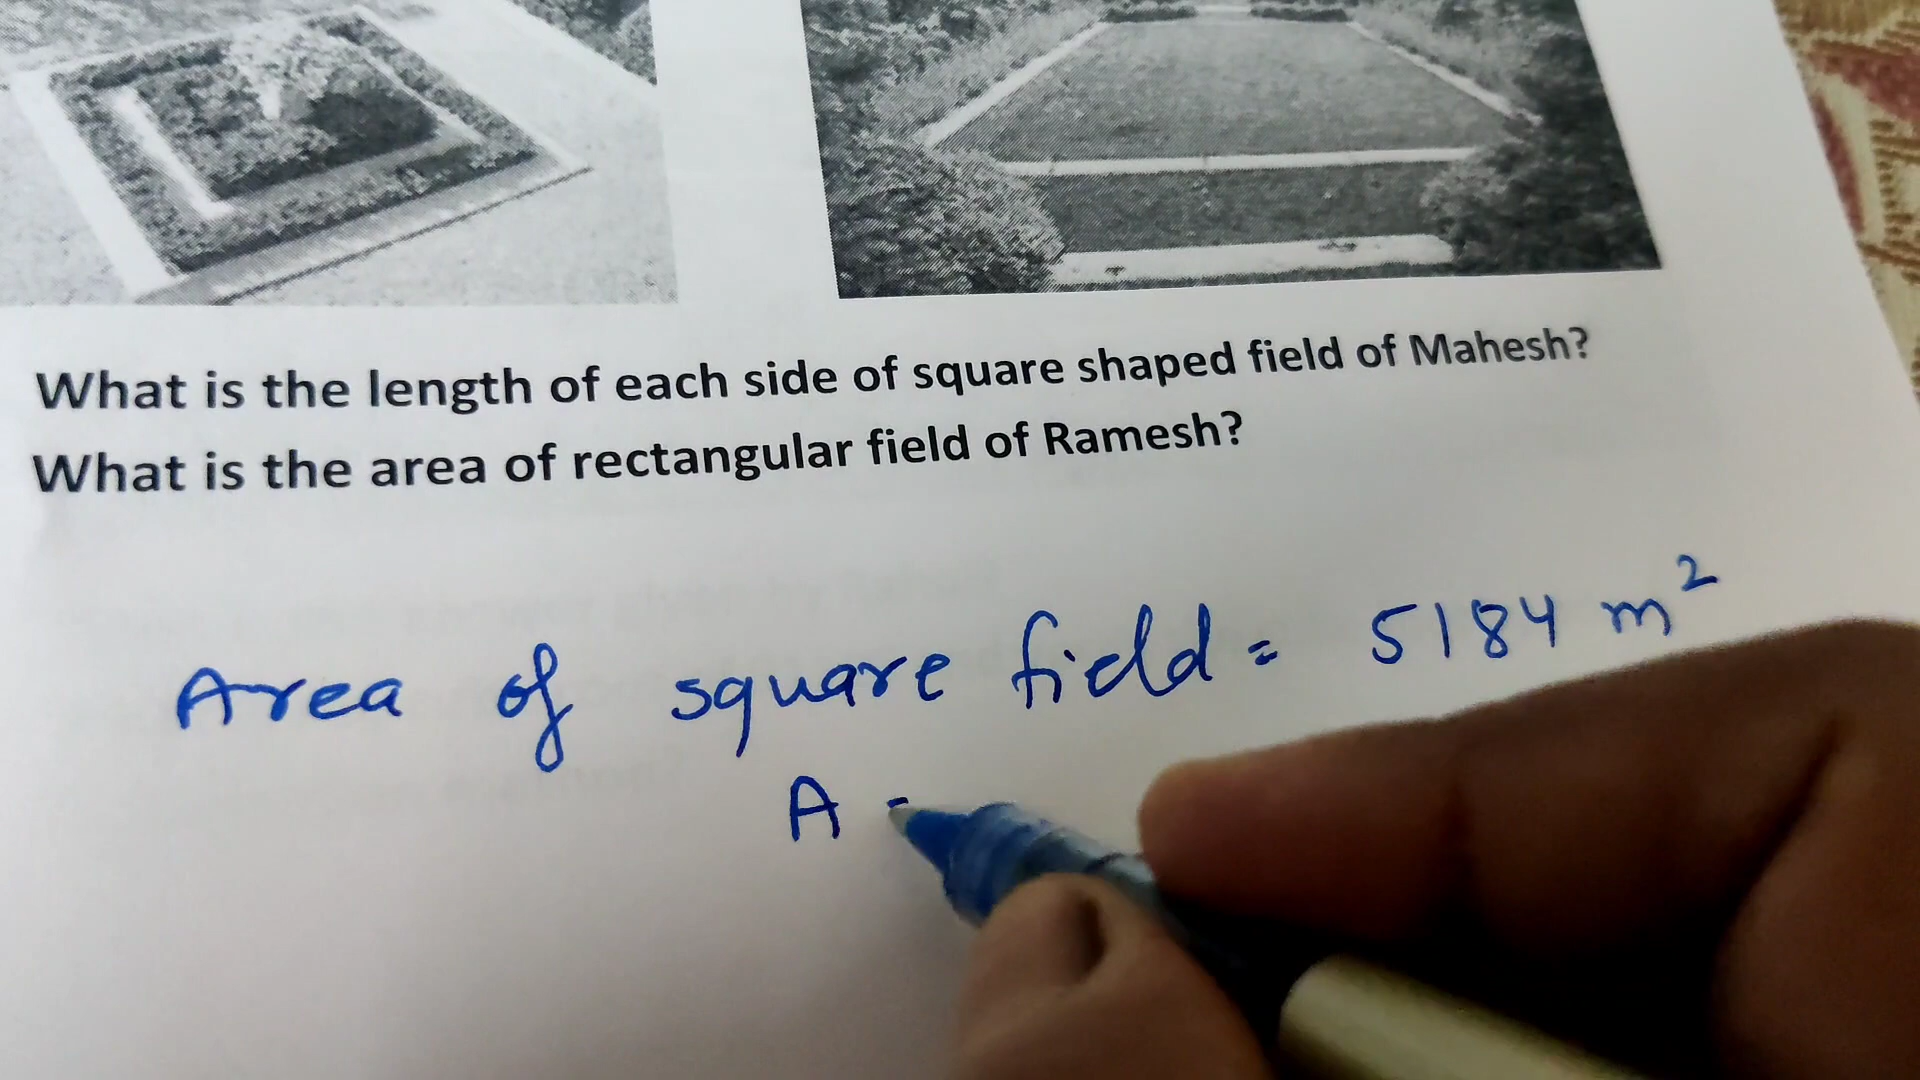 What is the length of each side of square shaped field of Mahesh?
What is the area of rectangular field of Ramesh?
Area of square field = 5184 m²
A =